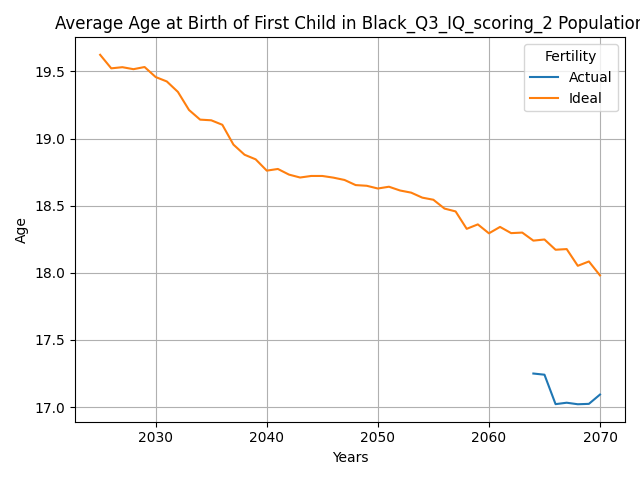 Average Age at Birth of First Child in Black_Q3_IQ_scoring_2 Population
Fertility
Actual
Ideal
19.5
19.0
18.5
18.0
17.5
17.0
Age
2030 2040 2050 2060 2070
Years